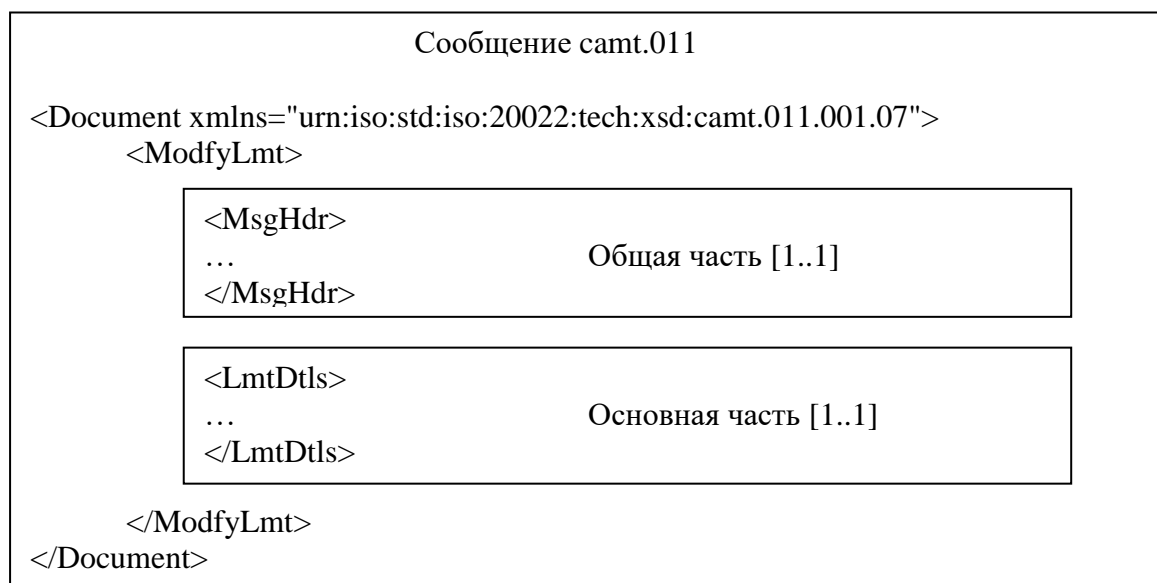 Сообщение camt.011
<Document xmlns="urn:iso:std:iso:20022:tech:xsd:camt.011.001.07">
<ModfyLmt>
<MsgHdr>
… Общая часть [1..1]
</MsgHdr>
<LmtDtls>
… Основная часть [1..1]
</LmtDtls>
</ModfyLmt>
</Document>